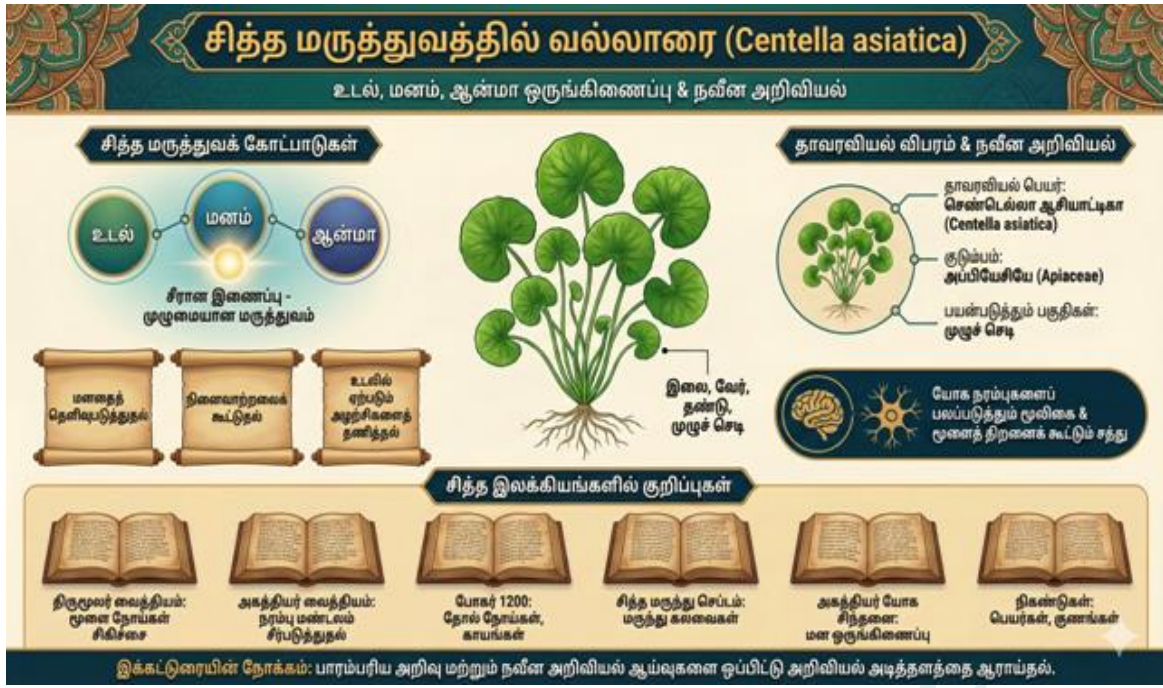 சித்த மருத்துவத்தில் வல்லாரை (Centella asiatica)
உடல், மனம், ஆன்மா ஒருங்கிணைப்பு & நவீன அறிவியல்
சித்த மருத்துவக் கோட்பாடுகள்
உடல்
மனம்
ஆன்மா
சீரான இணைப்பு -
முழுமையான மருத்துவம்
மனதைத்
தெளிவுபடுத்துதல்
நினைவாற்றலைக்
கூட்டுதல்
உடலில்
ஏற்படும்
அழற்சிகளைத்
தணித்தல்
இலை, வேர்,
தண்டு,
முழுச் செடி
தாவரவியல் விபரம் & நவீன அறிவியல்
தாவரவியல் பெயர்:
செண்டெல்லா ஆசியாட்டிகா
(Centella asiatica)
குடும்பம்:
அப்பியேசியே (Apiaceae)
பயன்படுத்தும் பகுதிகள்:
முழுச் செடி
யோக நரம்புகளைப்
பலப்படுத்தும் மூலிகை &
மூளைத் திறனைக் கூட்டும் சத்து
சித்த இலக்கியங்களில் குறிப்புகள்
திருமூலர் வைத்தியம்:
மூளை நோய்கள்
சிகிச்சை
அகத்தியர் வைத்தியம்:
நரம்பு மண்டலம்
சீர்படுத்துதல்
போகர் 1200:
தோல் நோய்கள்,
காயங்கள்
சித்த மருந்து செப்டம்:
மருந்து கலவைகள்
அகத்தியர் யோக
சிந்தனை:
மன ஒருங்கிணைப்பு
நிகண்டுகள்:
பெயர்கள், குணங்கள்
இக்கட்டுரையின் நோக்கம்: பாரம்பரிய அறிவு மற்றும் நவீன அறிவியல் ஆய்வுகளை ஒப்பிட்டு அறிவியல் அடித்தளத்தை ஆராய்தல்.